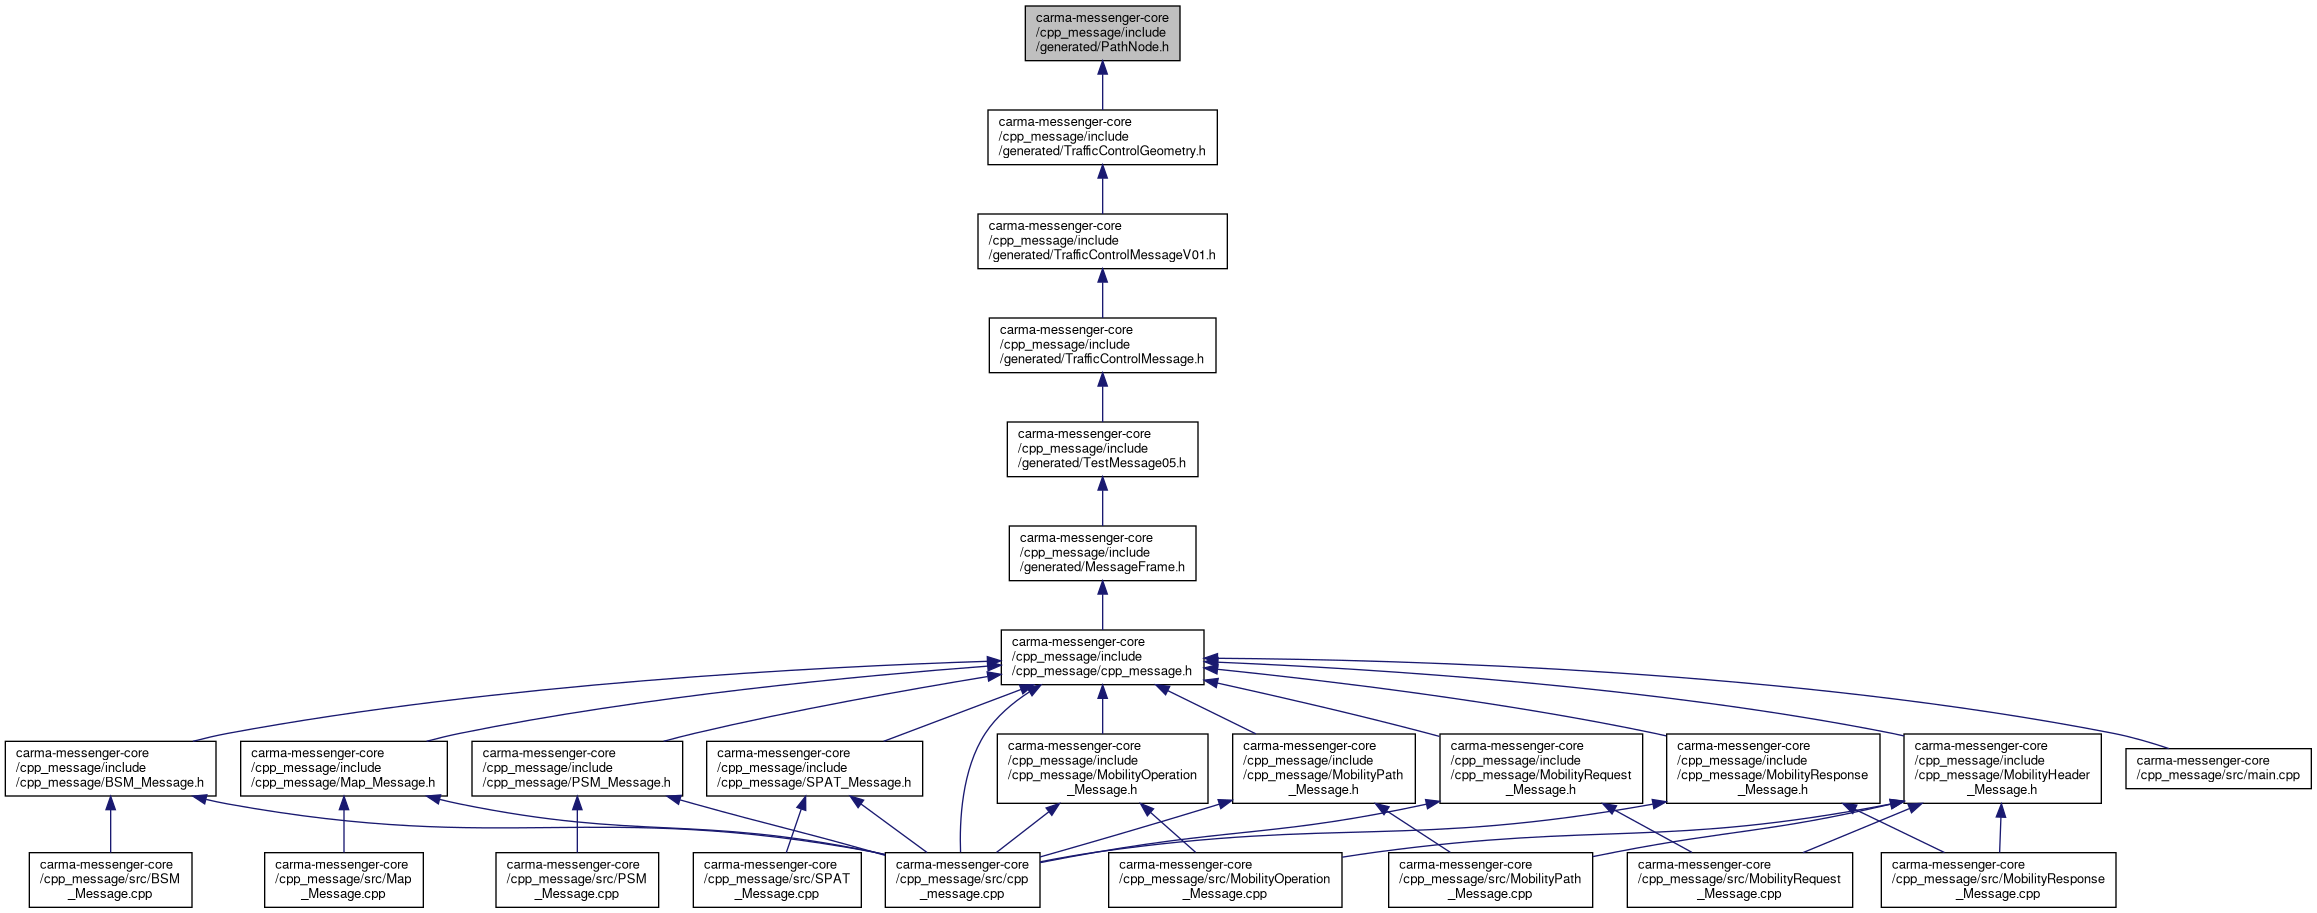 carma-messenger-core
/cpp_message/include
/generated/PathNode.h
carma-messenger-core
/cpp_message/include
/generated/TrafficControlGeometry.h
carma-messenger-core
/cpp_message/include
/generated/TrafficControlMessageV01.h
carma-messenger-core
/cpp_message/include
/generated/TrafficControlMessage.h
carma-messenger-core
/cpp_message/include
/generated/TestMessage05.h
carma-messenger-core
/cpp_message/include
/generated/MessageFrame.h
carma-messenger-core
/cpp_message/include
/cpp_message/cpp_message.h
carma-messenger-core
/cpp_message/include
/cpp_message/BSM_Message.h
carma-messenger-core
/cpp_message/include
/cpp_message/Map_Message.h
carma-messenger-core
/cpp_message/include
/cpp_message/PSM_Message.h
carma-messenger-core
/cpp_message/include
/cpp_message/SPAT_Message.h
carma-messenger-core
/cpp_message/include
/cpp_message/MobilityOperation
_Message.h
carma-messenger-core
/cpp_message/include
/cpp_message/MobilityPath
_Message.h
carma-messenger-core
/cpp_message/include
/cpp_message/MobilityRequest
_Message.h
carma-messenger-core
/cpp_message/include
/cpp_message/MobilityResponse
_Message.h
carma-messenger-core
/cpp_message/include
/cpp_message/MobilityHeader
_Message.h
carma-messenger-core
/cpp_message/src/main.cpp
carma-messenger-core
/cpp_message/src/BSM
_Message.cpp
carma-messenger-core
/cpp_message/src/Map
_Message.cpp
carma-messenger-core
/cpp_message/src/PSM
_Message.cpp
carma-messenger-core
/cpp_message/src/SPAT
_Message.cpp
carma-messenger-core
/cpp_message/src/cpp
_message.cpp
carma-messenger-core
/cpp_message/src/MobilityOperation
_Message.cpp
carma-messenger-core
/cpp_message/src/MobilityPath
_Message.cpp
carma-messenger-core
/cpp_message/src/MobilityRequest
_Message.cpp
carma-messenger-core
/cpp_message/src/MobilityResponse
_Message.cpp